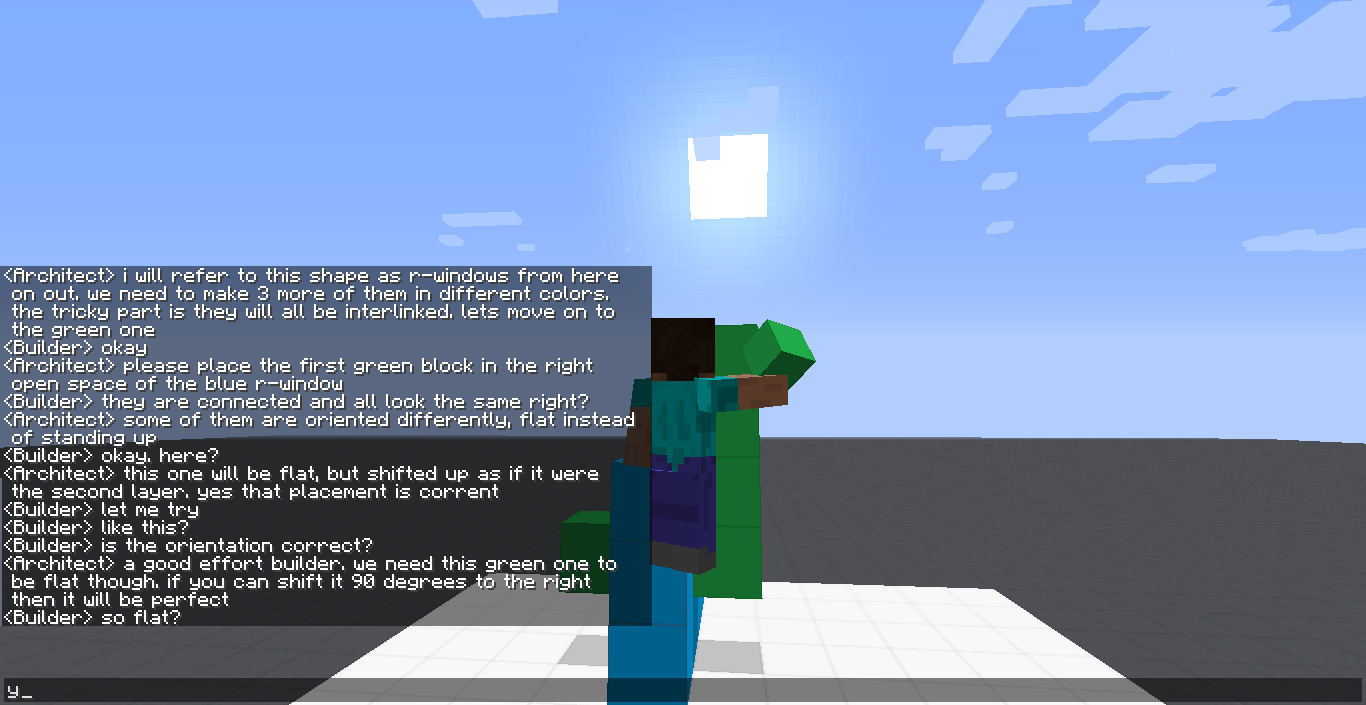 <Architect> i will refer to this shape as r-windows from here
on out. we need to make 3 more of them in different colors.
the tricky part is they will all be interlinked. lets move on to
the green one
<Builder> okay
<Architect> please place the first green block in the right
open space of the blue r-window
<Builder> they are connected and all look the same right?
<Architect> some of them are oriented differently, flat instead
of standing up
<Builder> okay. here?
<Architect> this one will be flat, but shifted up as if it were
the second layer. yes that placement is corrent
<Builder> let me try
<Builder> like this?
<Builder> is the orientation correct?
<Architect> a good effort builder. we need this green one to
be flat though. if you can shift it 90 degrees to the right
then it will be perfect
<Builder> so flat?
y_